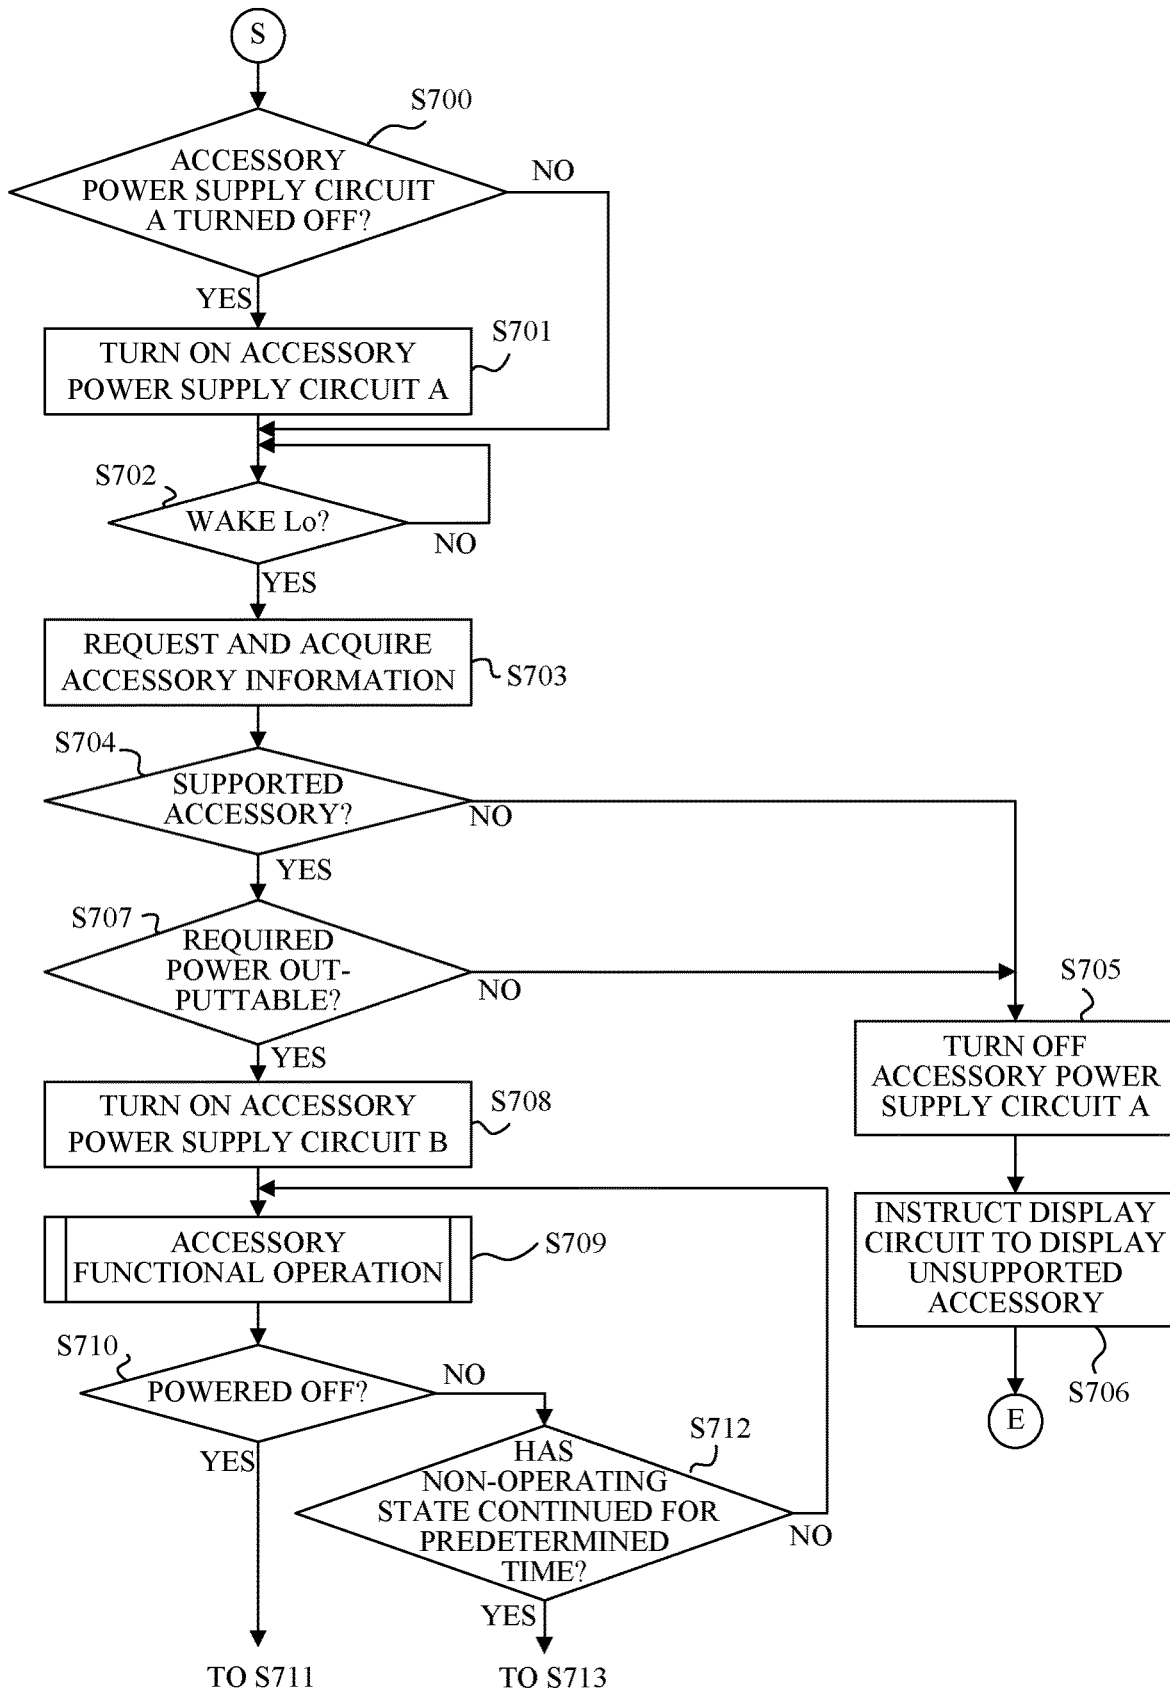 S
S700
ACCESSORY
POWER SUPPLY CIRCUIT
A TURNED OFF?
NO
YES
S701
TURN ON ACCESSORY
POWER SUPPLY CIRCUIT A
S702
WAKE Lo?
NO
YES
REQUEST AND ACQUIRE
ACCESSORY INFORMATION
S703
S704
SUPPORTED
ACCESSORY?
NO
YES
S707
REQUIRED
POWER OUT-
PUTTABLE?
NO
YES
S705
TURN OFF
ACCESSORY POWER
SUPPLY CIRCUIT A
S708
TURN ON ACCESSORY
POWER SUPPLY CIRCUIT B
INSTRUCT DISPLAY
CIRCUIT TO DISPLAY
UNSUPPORTED
ACCESSORY
S706
E
ACCESSORY
FUNCTIONAL OPERATION
S709
S710
POWERED OFF?
NO
YES
S712
HAS
NON-OPERATING
STATE CONTINUED FOR
PREDETERMINED
TIME?
NO
YES
TO S711
TO S713